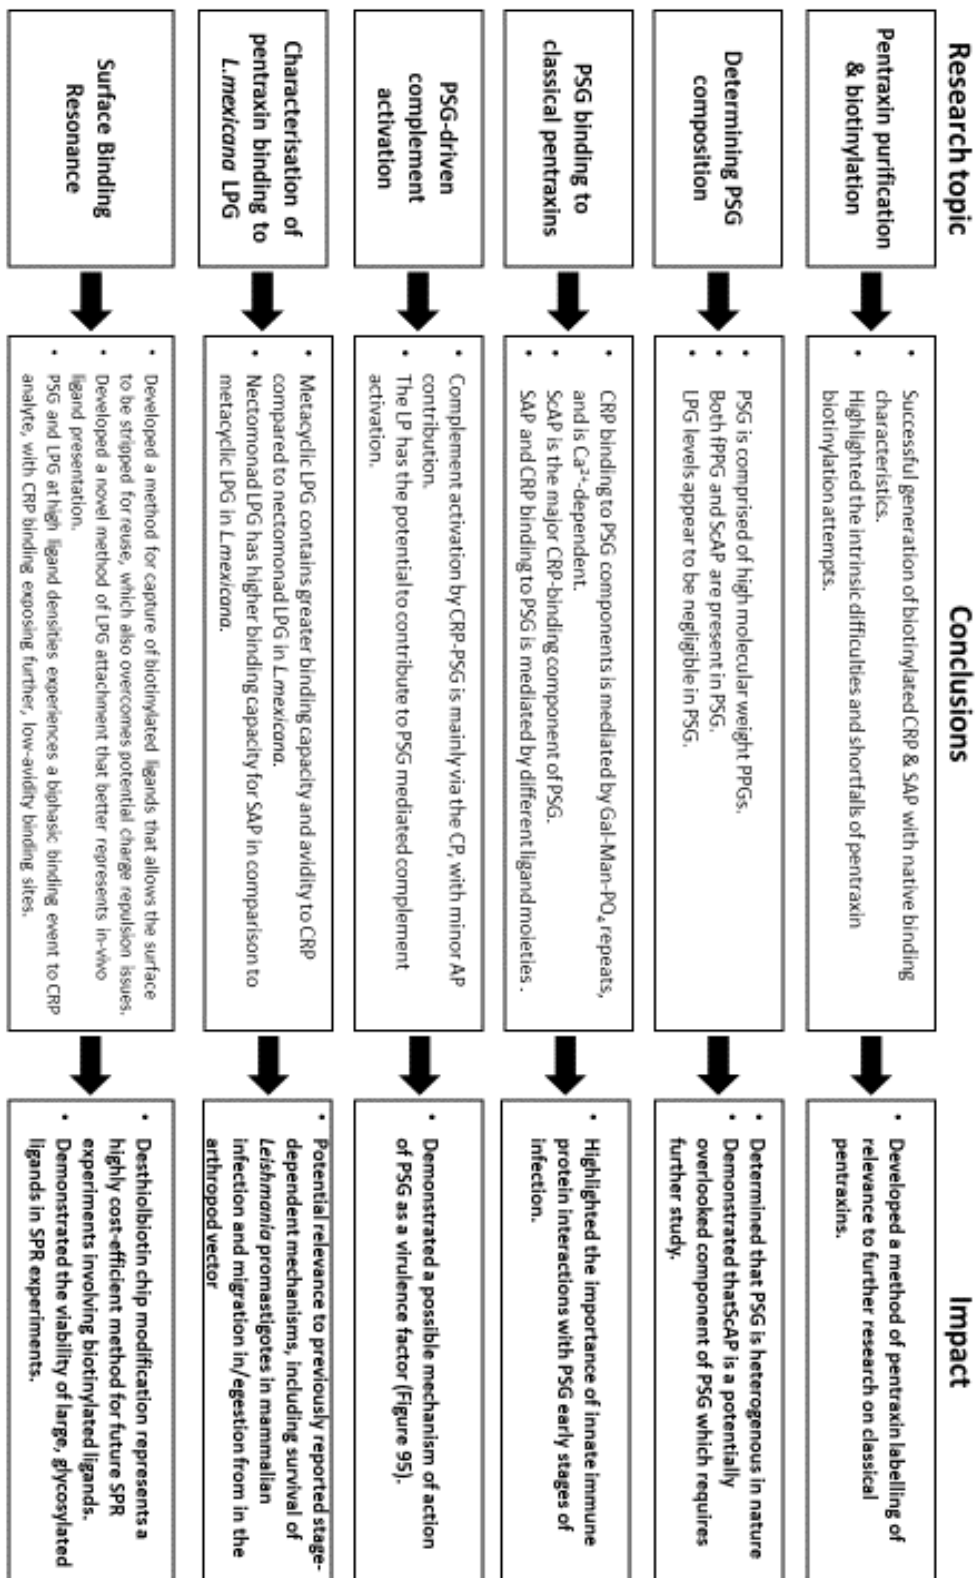 Research topic
Conclusions
Impact
Pentraxin purification
& biotinylation
• Successful generation of biotinylated CRP & SAP with native binding
characteristics.
• Highlighted the intrinsic difficulties and shortfalls of pentraxin
biotinylation attempts.
• Developed a method of pentraxin labelling of
relevance to further research on classical
pentraxins.
Determining PSG
composition
• PSG is comprised of high molecular weight PPGs.
• Both fPPG and ScAP are present in PSG.
• LPG levels appear to be negligible in PSG.
• Determined that PSG is heterogenous in nature
• Demonstrated thatScAP is a potentially
overlooked component of PSG which requires
further study.
PSG binding to
classical pentraxins
• CRP binding to PSG components is mediated by Gal-Man-PO₄ repeats,
and is Ca²⁺-dependent.
• ScAP is the major CRP-binding component of PSG.
• SAP and CRP binding to PSG is mediated by different ligand moieties .
• Highlighted the importance of innate immune
protein interactions with PSG early stages of
infection.
PSG-driven
complement
activation
• Complement activation by CRP-PSG is mainly via the CP, with minor AP
contribution.
• The LP has the potential to contribute to PSG mediated complement
activation.
• Demonstrated a possible mechanism of action
of PSG as a virulence factor (Figure 95).
Characterisation of
pentraxin binding to
L.mexicana LPG
• Metacyclic LPG contains greater binding capacity and avidity to CRP
compared to nectomonad LPG in L.mexicana.
• Nectomonad LPG has higher binding capacity for SAP in comparison to
metacyclic LPG in L.mexicana.
• Potential relevance to previously reported stage-
dependent mechanisms, including survival of
Leishmania promastigotes in mammalian
infection and migration in/egestion from in the
arthropod vector
Surface Binding
Resonance
• Developed a method for capture of biotinylated ligands that allows the surface
to be stripped for reuse, which also overcomes potential charge repulsion issues.
• Developed a novel method of LPG attachment that better represents in-vivo
ligand presentation.
• PSG and LPG at high ligand densities experiences a biphasic binding event to CRP
analyte, with CRP binding exposing further, low-avidity binding sites.
• Desthiolbiotin chip modification represents a
highly cost-efficient method for future SPR
experiments involving biotinylated ligands.
• Demonstrated the viability of large, glycosylated
ligands in SPR experiments.